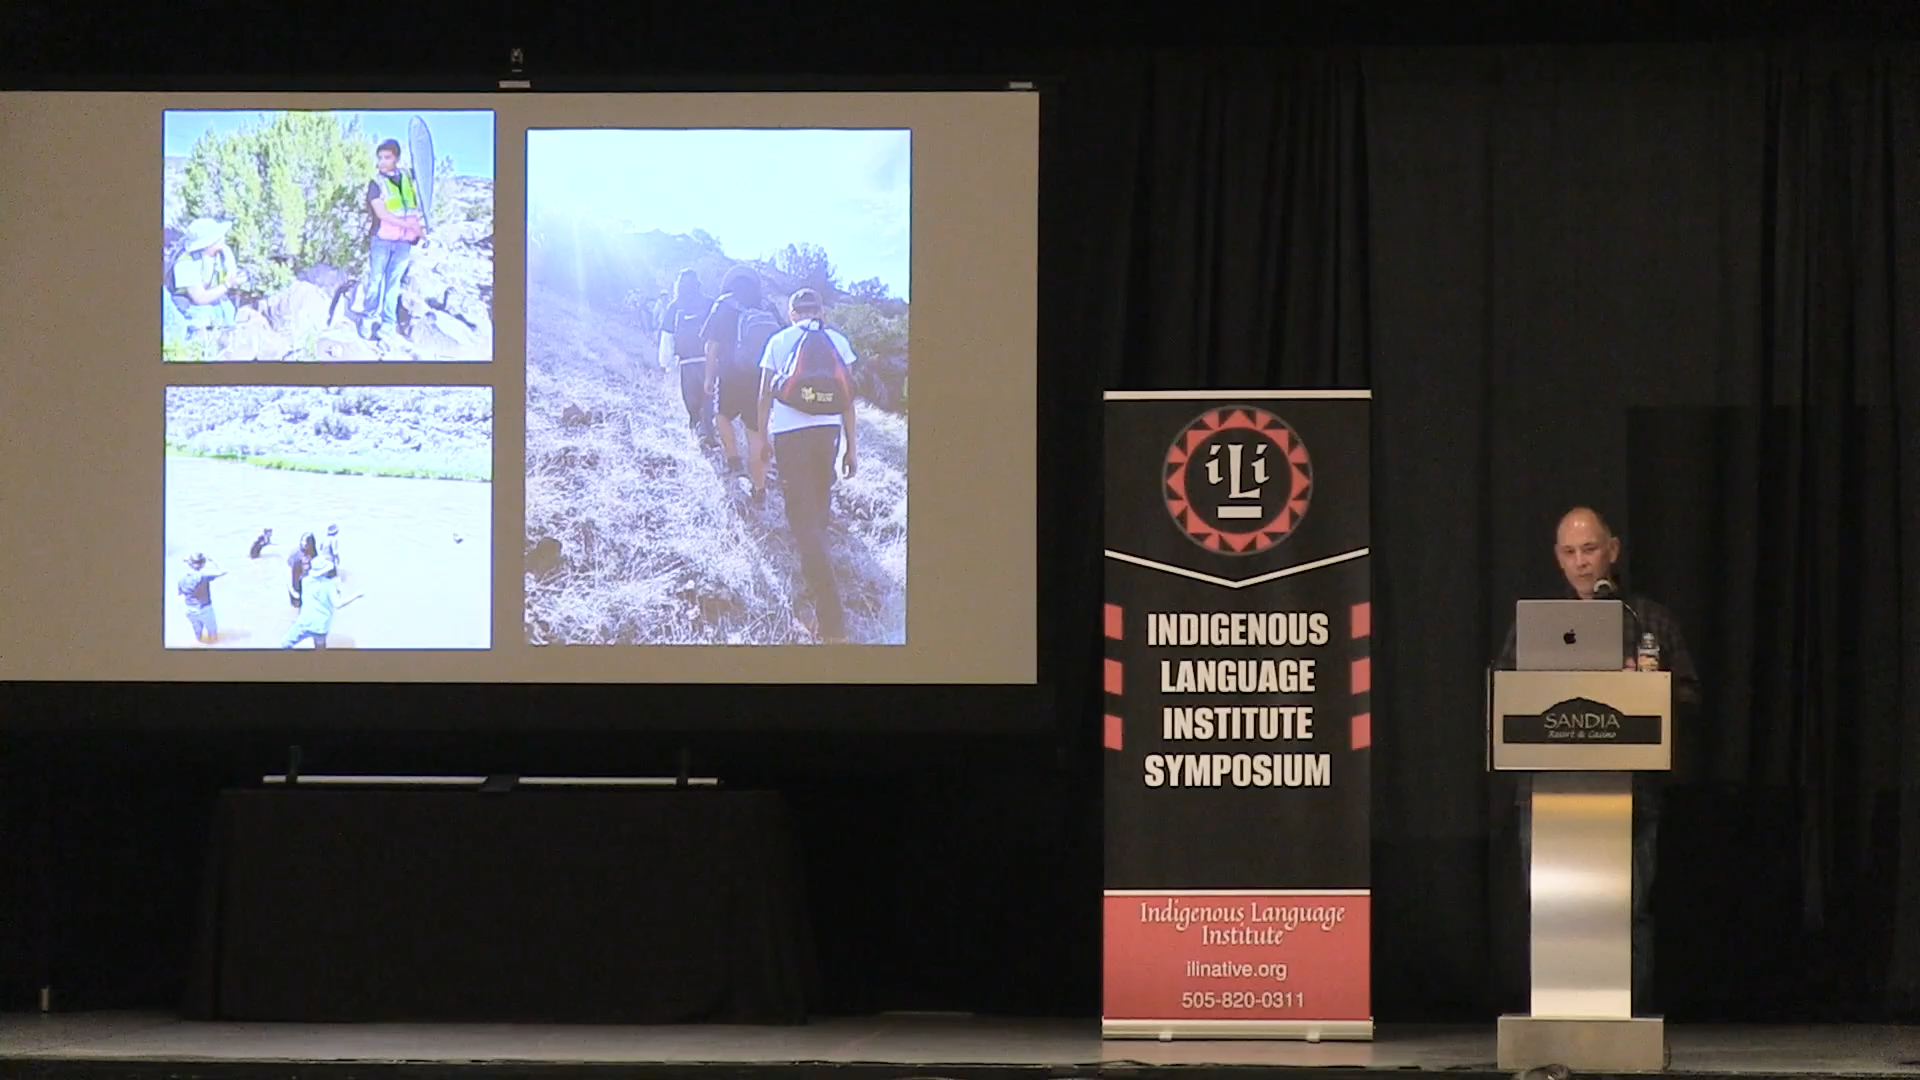 iLi
INDIGENOUS
LANGUAGE
INSTITUTE
SYMPOSIUM
Indigenous Language
Institute
ilinative.org
505-820-0311
SANDIA
Resort & Casino